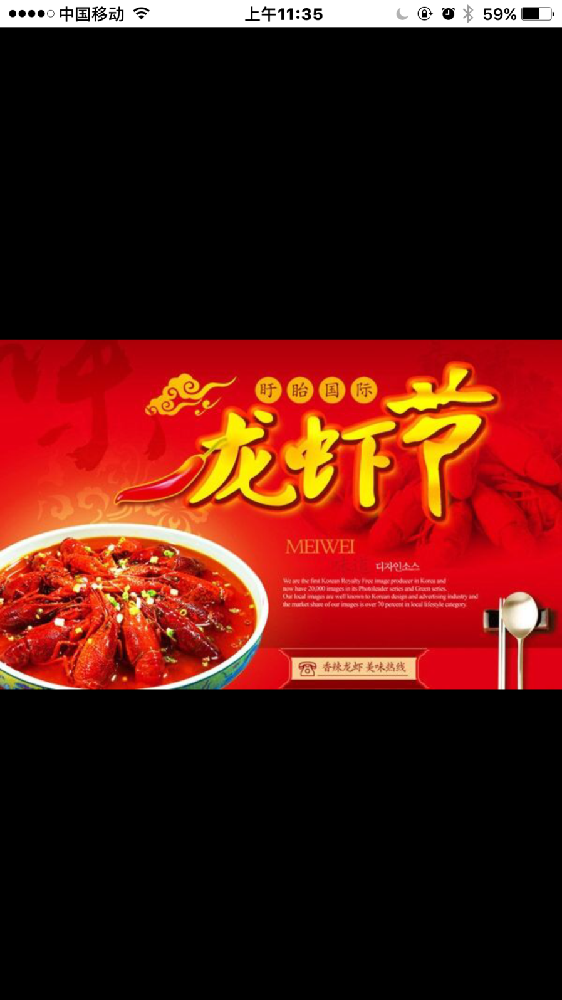 中国移动 上午11:35 59%
盱眙国际
龙虾节
MEIWEI
디자인소스
We are the first Korean Royalty Free image producer in Korea and
now have 20,000 images in its Photoleader series and Green series.
Our local images are well known to Korean design and advertising industry and
the market share of our images is over 70 percent in local lifestyle category.
香辣龙虾 美味热线